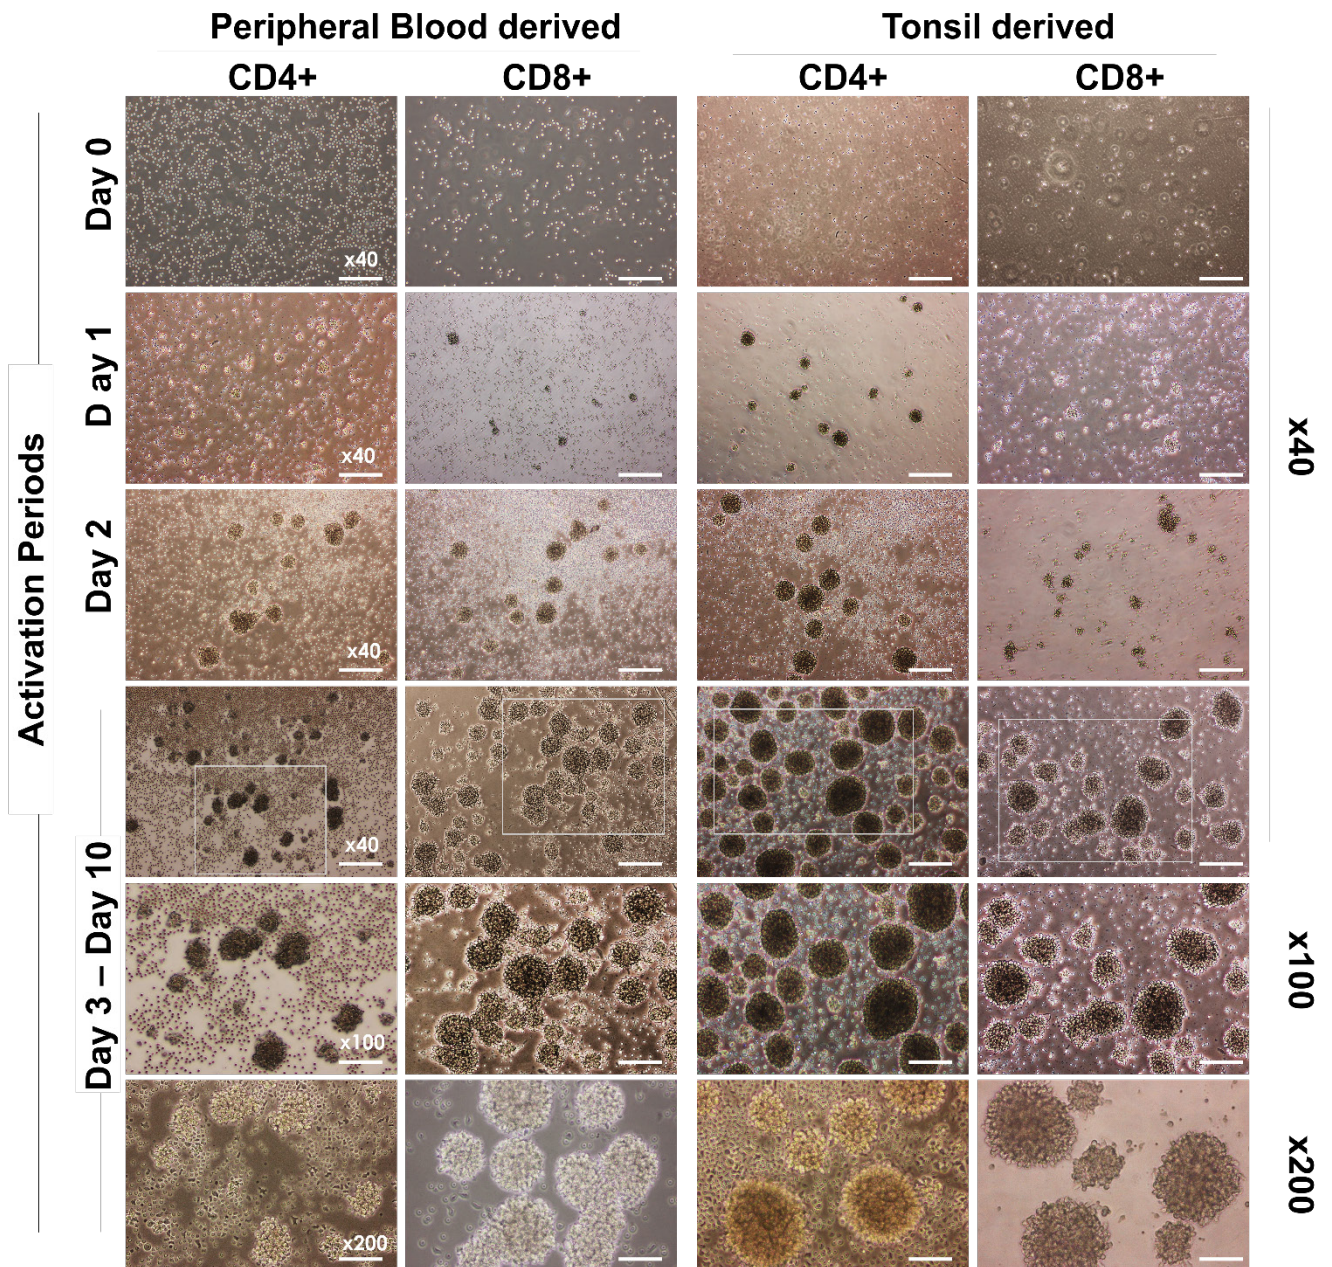 Peripheral Blood derived
Tonsil derived
CD4+
CD8+
CD4+
CD8+
Activation Periods
Day 0
x40
D ay 1
x40
Day 2
x40
Day 3 – Day 10
x40
x100
x200
x40
x100
x200